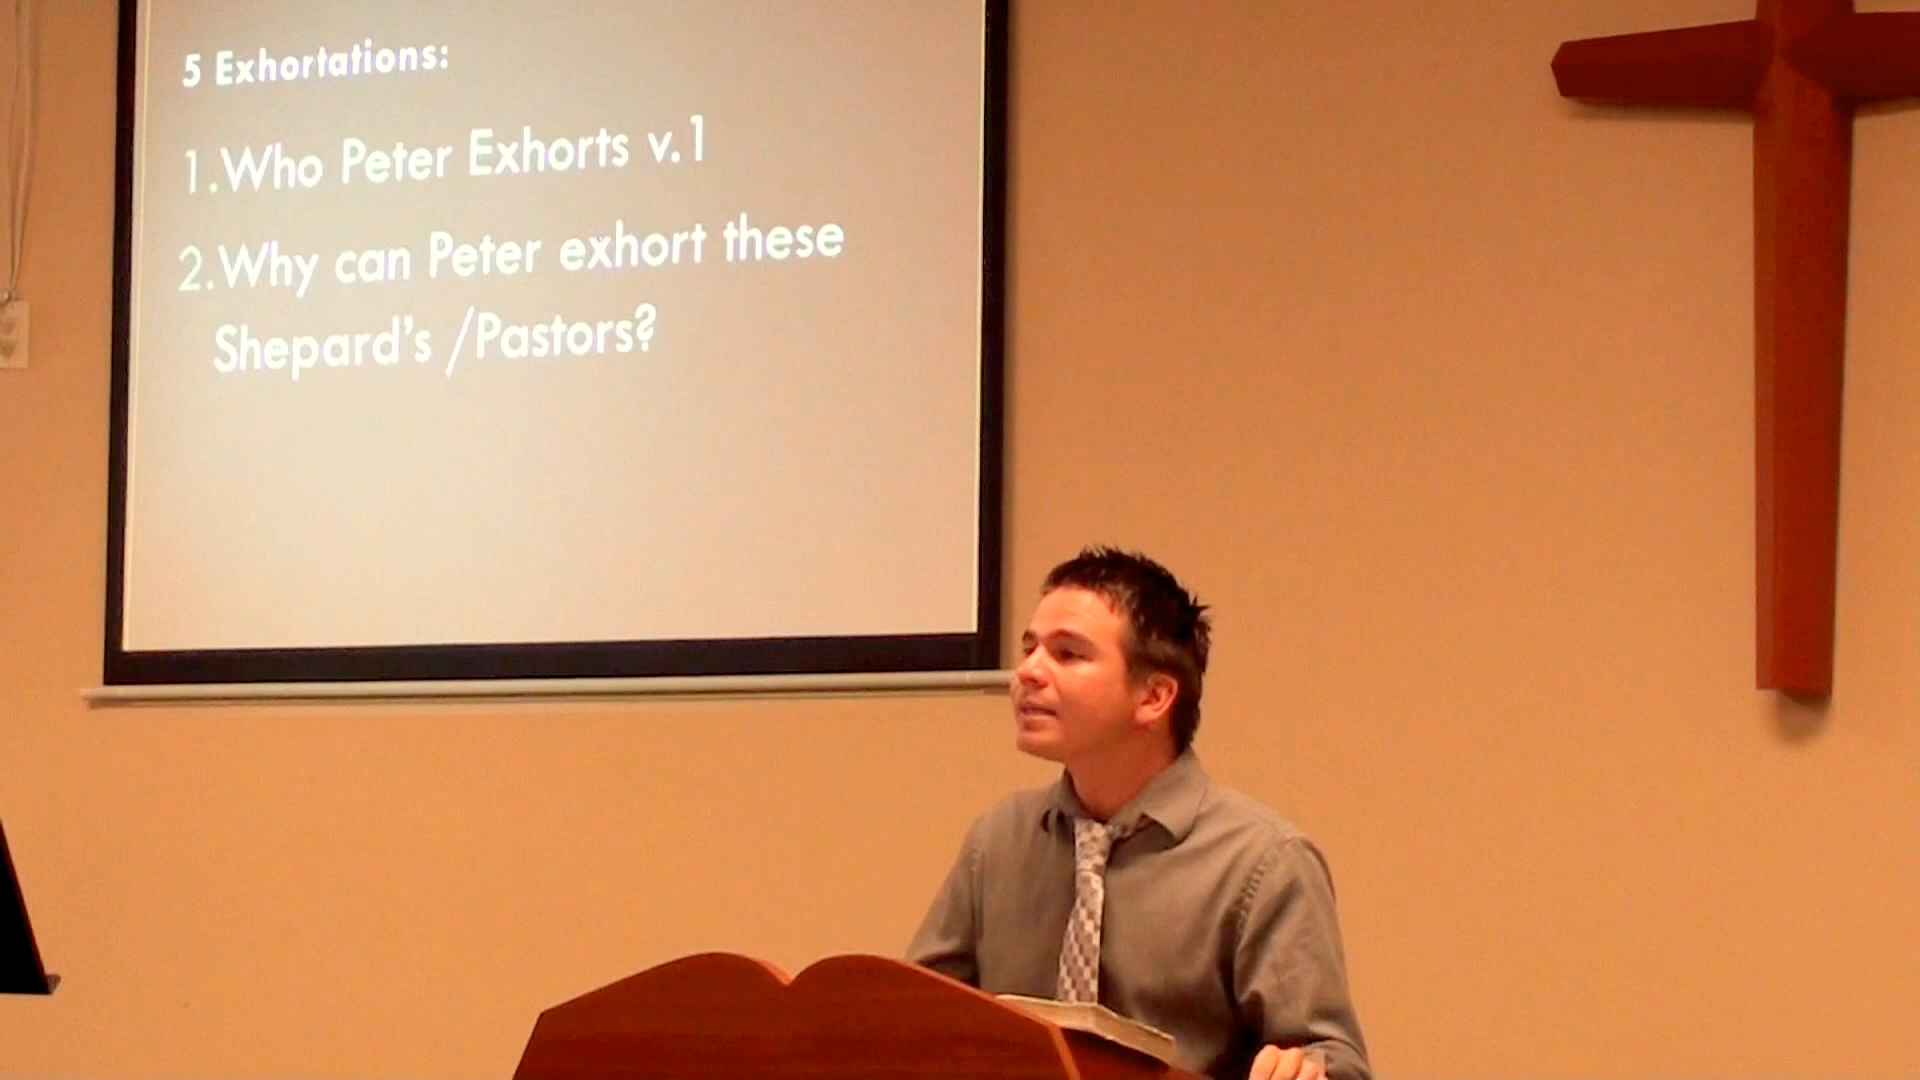 5 Exhortations:
1.Who Peter Exhorts v.1
2.Why can Peter exhort these
Shepard's /Pastors?